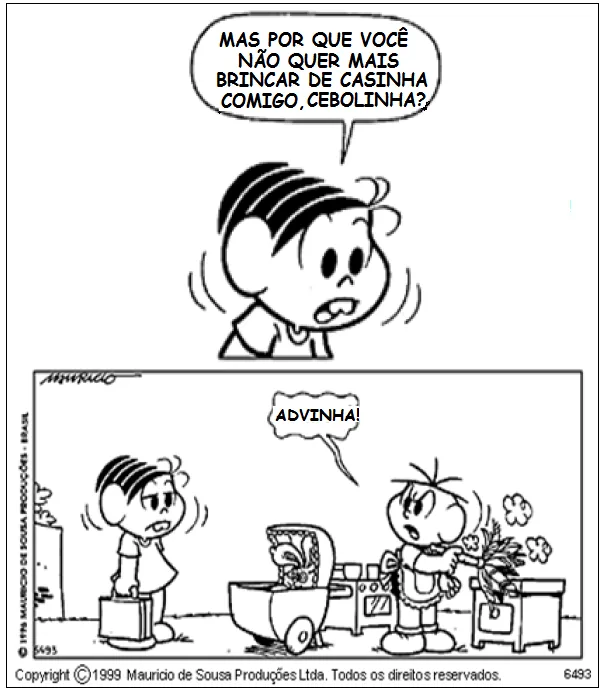 MAS POR QUE VOCÊ
NÃO QUER MAIS
BRINCAR DE CASINHA
COMIGO, CEBOLINHA?
MAURICIO
ADVINHA!
© 1996 MAURICIO DE SOUSA PRODUÇÕES - BRASIL
6493
Copyright © 1999 Mauricio de Sousa Produções Ltda. Todos os direitos reservados.
6493